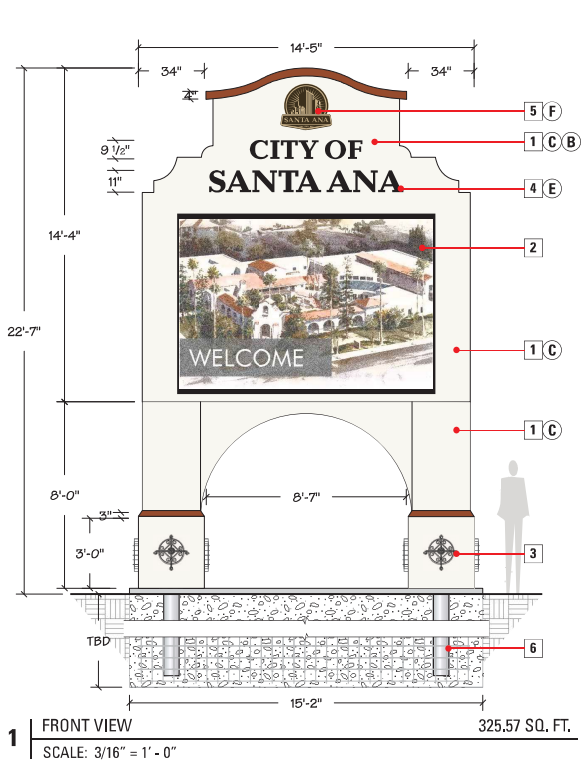 14'-5"
34"
34"
4"
SANTA ANA
5 F
9 1/2"
CITY OF
1 C B
11"
SANTA ANA
4 E
2
14'-4"
22'-7"
WELCOME
1 C
1 C
8'-0"
8'-7"
3"
3'-0"
3
TBD
6
15'-2"
1 FRONT VIEW 325.57 SQ. FT.
SCALE: 3/16" = 1' - 0"